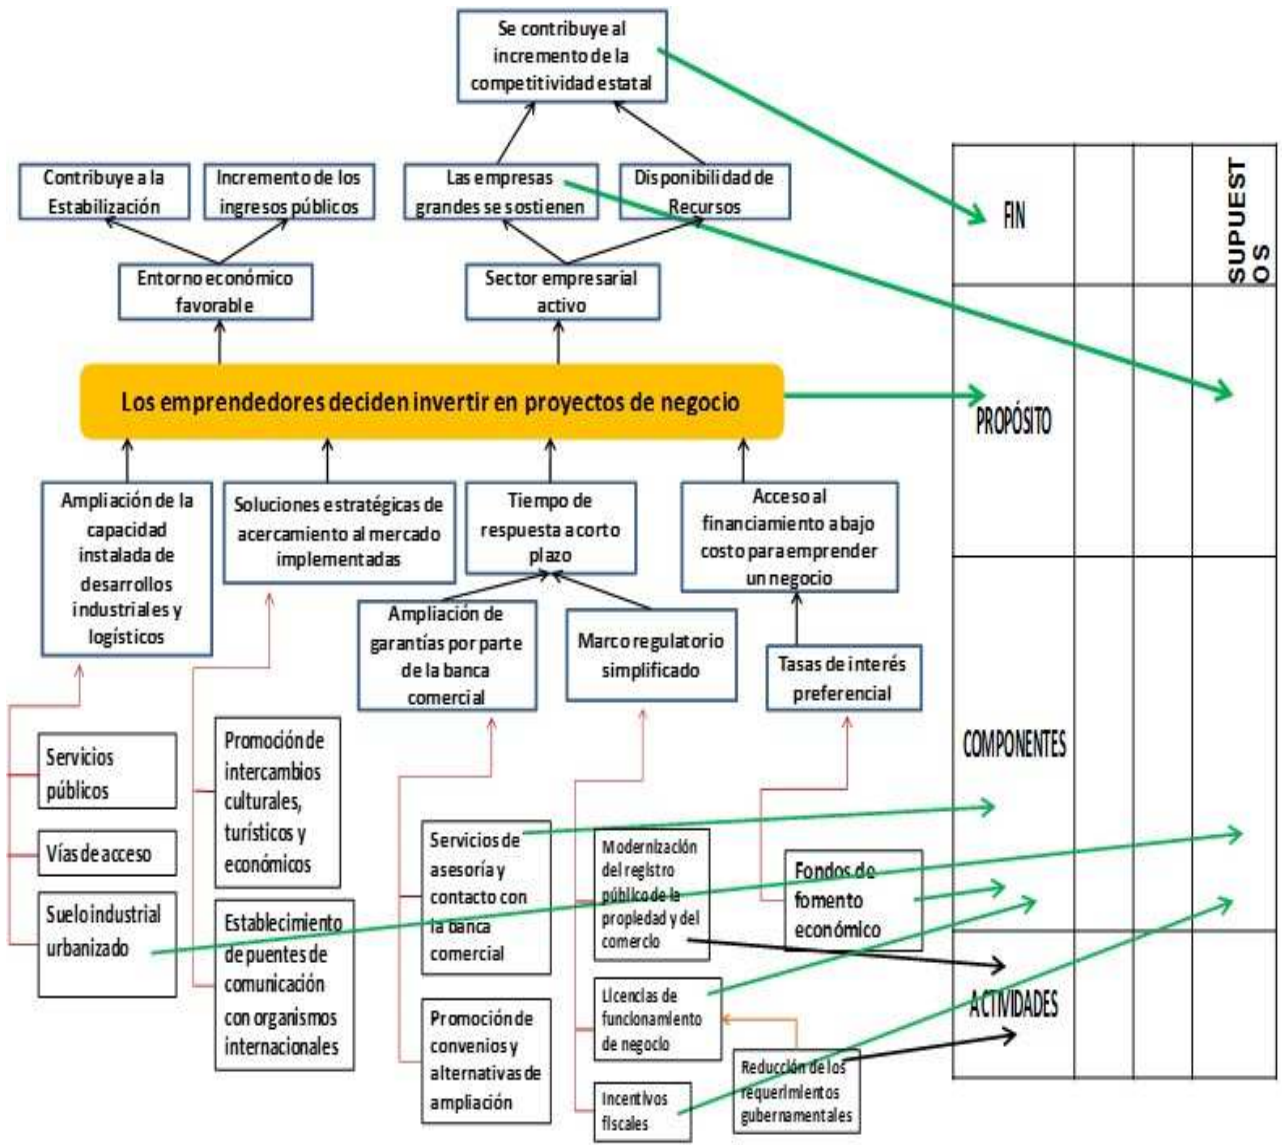 Se contribuye al
incremento de la
competitividad estatal
Contribuye a la
Estabilización
Incremento de los
ingresos públicos
Las empresas
grandes se sostienen
Disponibilidad de
Recursos
Entorno económico
favorable
Sector empresarial
activo
Los emprendedores deciden invertir en proyectos de negocio
Ampliación de la
capacidad
instalada de
desarrollos
industriales y
logísticos
Soluciones estratégicas de
acercamiento al mercado
implementadas
Tiempo de
respuesta a corto
plazo
Acceso al
financiamiento a bajo
costo para emprender
un negocio
Ampliación de
garantías por parte
de la banca
comercial
Marco regulatorio
simplificado
Tasas de interés
preferencial
Servicios
públicos
Vías de acceso
Suelo industrial
urbanizado
Promoción de
intercambios
culturales,
turísticos y
económicos
Establecimiento
de puentes de
comunicación
con organismos
internacionales
Servicios de
asesoría y
contacto con
la banca
comercial
Promoción de
convenios y
alternativas de
ampliación
Modernización
del registro
público de la
propiedad y del
comercio
Licencias de
funcionamiento
de negocio
Incentivos
fiscales
Reducción de los
requerimientos
gubernamentales
Fondos de
fomento
económico
FIN
SUPUEST
OS
PROPÓSITO
COMPONENTES
ACTIVIDADES